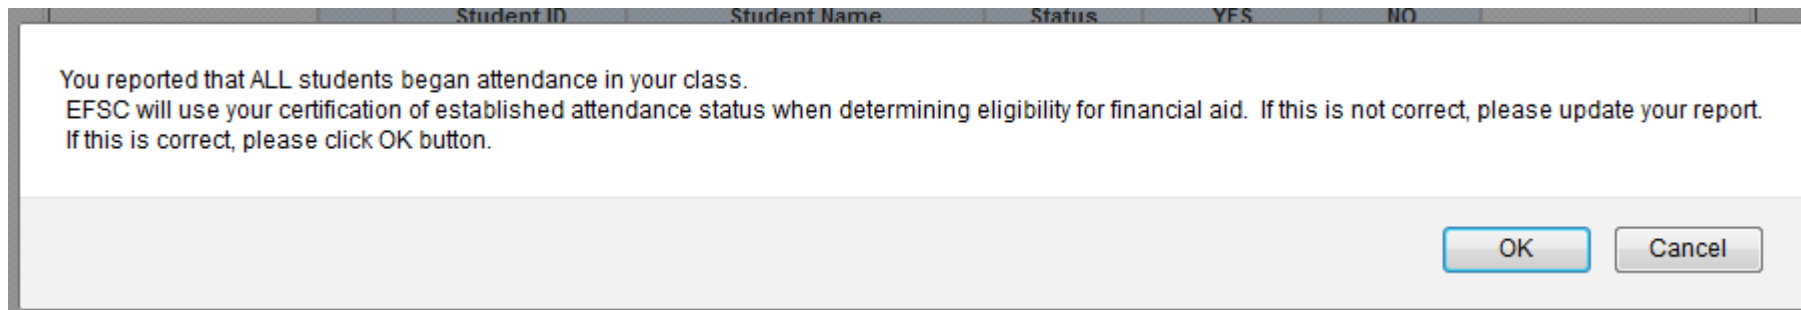 Student ID Student Name Status YES NO
You reported that ALL students began attendance in your class.
EFSC will use your certification of established attendance status when determining eligibility for financial aid.  If this is not correct, please update your report.
If this is correct, please click OK button.
OK Cancel